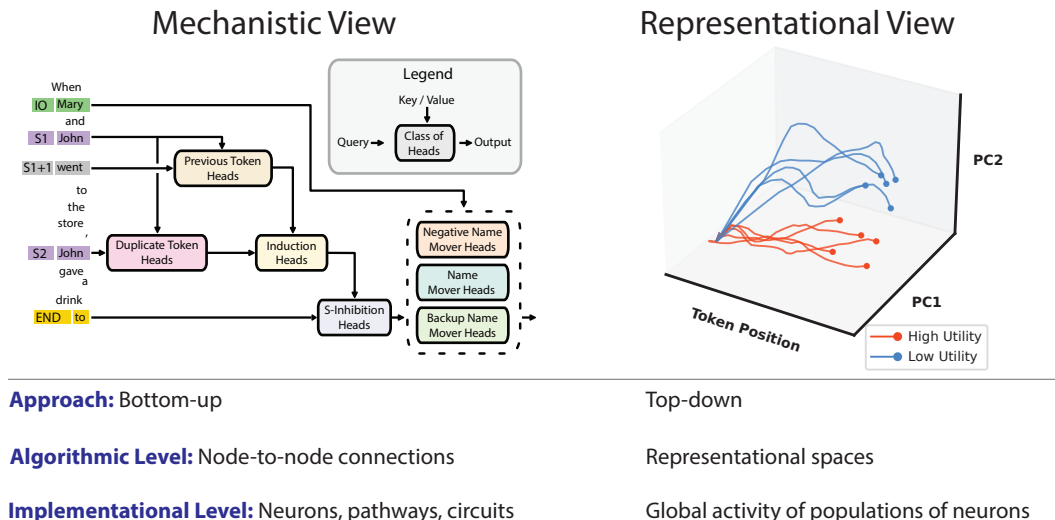 Mechanistic View
Representational View
When
IO Mary
and
S1 John
S1+1 went
to
the
store
,
S2 John
gave
a
drink
END to
Previous Token
Heads
Duplicate Token
Heads
Induction
Heads
S-Inhibition
Heads
Negative Name
Mover Heads
Name
Mover Heads
Backup Name
Mover Heads
Legend
Key / Value
Query
Class of
Heads
Output
PC2
PC1
Token Position
High Utility
Low Utility
Approach: Bottom-up
Top-down
Algorithmic Level: Node-to-node connections
Representational spaces
Implementational Level: Neurons, pathways, circuits
Global activity of populations of neurons